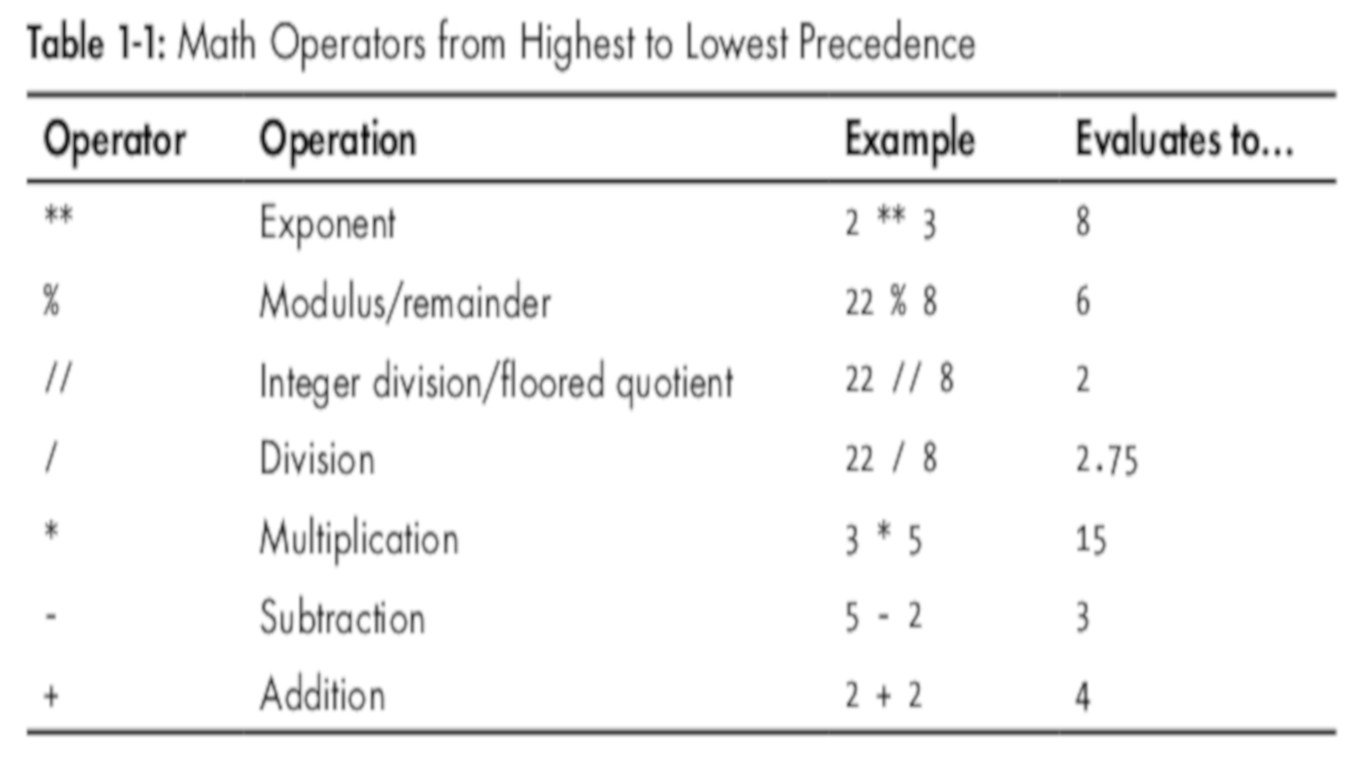 Table 1-1: Math Operators from Highest to Lowest Precedence
Operator Operation Example Evaluates to...
** Exponent 2 ** 3 8
% Modulus/remainder 22 % 8 6
// Integer division/floored quotient 22 // 8 2
/ Division 22 / 8 2.75
* Multiplication 3 * 5 15
- Subtraction 5 - 2 3
+ Addition 2 + 2 4